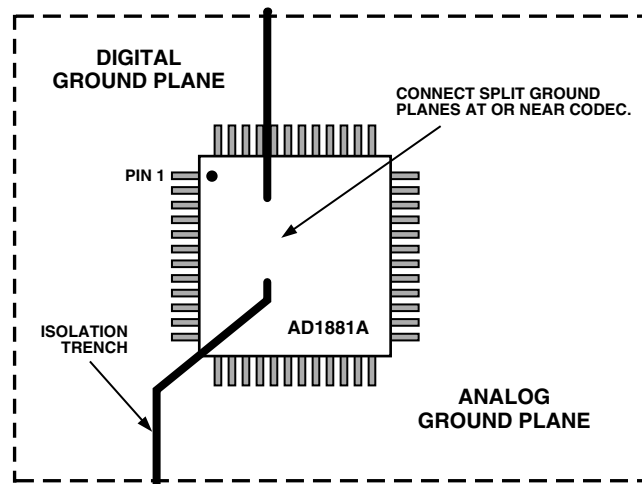 DIGITAL
GROUND PLANE
CONNECT SPLIT GROUND
PLANES AT OR NEAR CODEC.
PIN 1
AD1881A
ISOLATION
TRENCH
ANALOG
GROUND PLANE